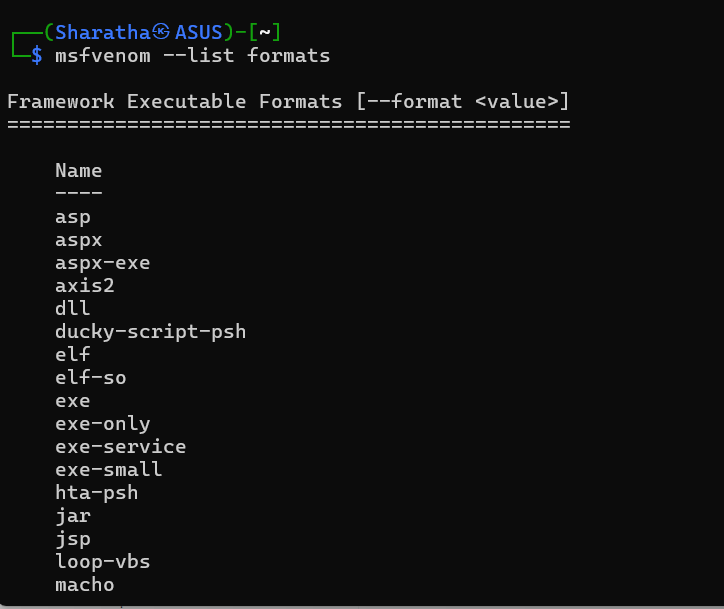 ┌──(Sharatha㉿ASUS)-[~]
└─$ msfvenom --list formats
Framework Executable Formats [--format <value>]
===============================================
Name
----
asp
aspx
aspx-exe
axis2
dll
ducky-script-psh
elf
elf-so
exe
exe-only
exe-service
exe-small
hta-psh
jar
jsp
loop-vbs
macho